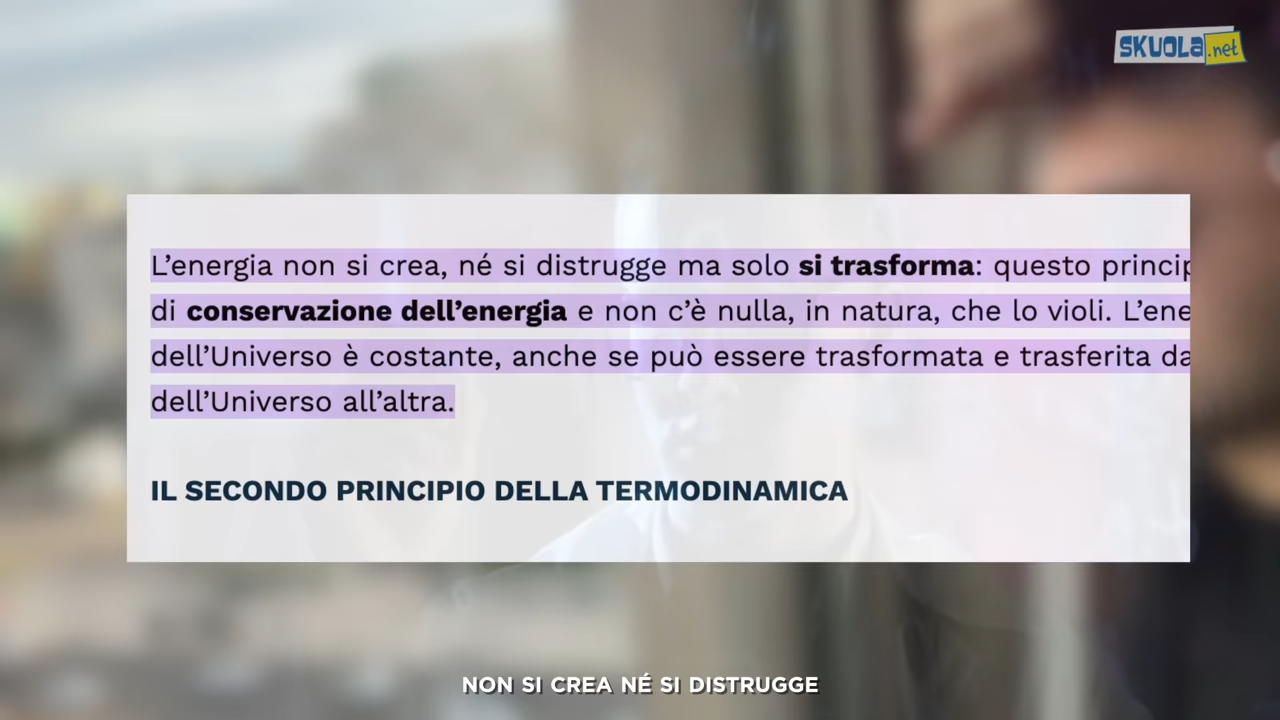 SKUOLA.net
L’energia non si crea, né si distrugge ma solo si trasforma: questo princip
di conservazione dell’energia e non c’è nulla, in natura, che lo violi. L’ene
dell’Universo è costante, anche se può essere trasformata e trasferita da
dell’Universo all’altra.
IL SECONDO PRINCIPIO DELLA TERMODINAMICA
NON SI CREA NÉ SI DISTRUGGE